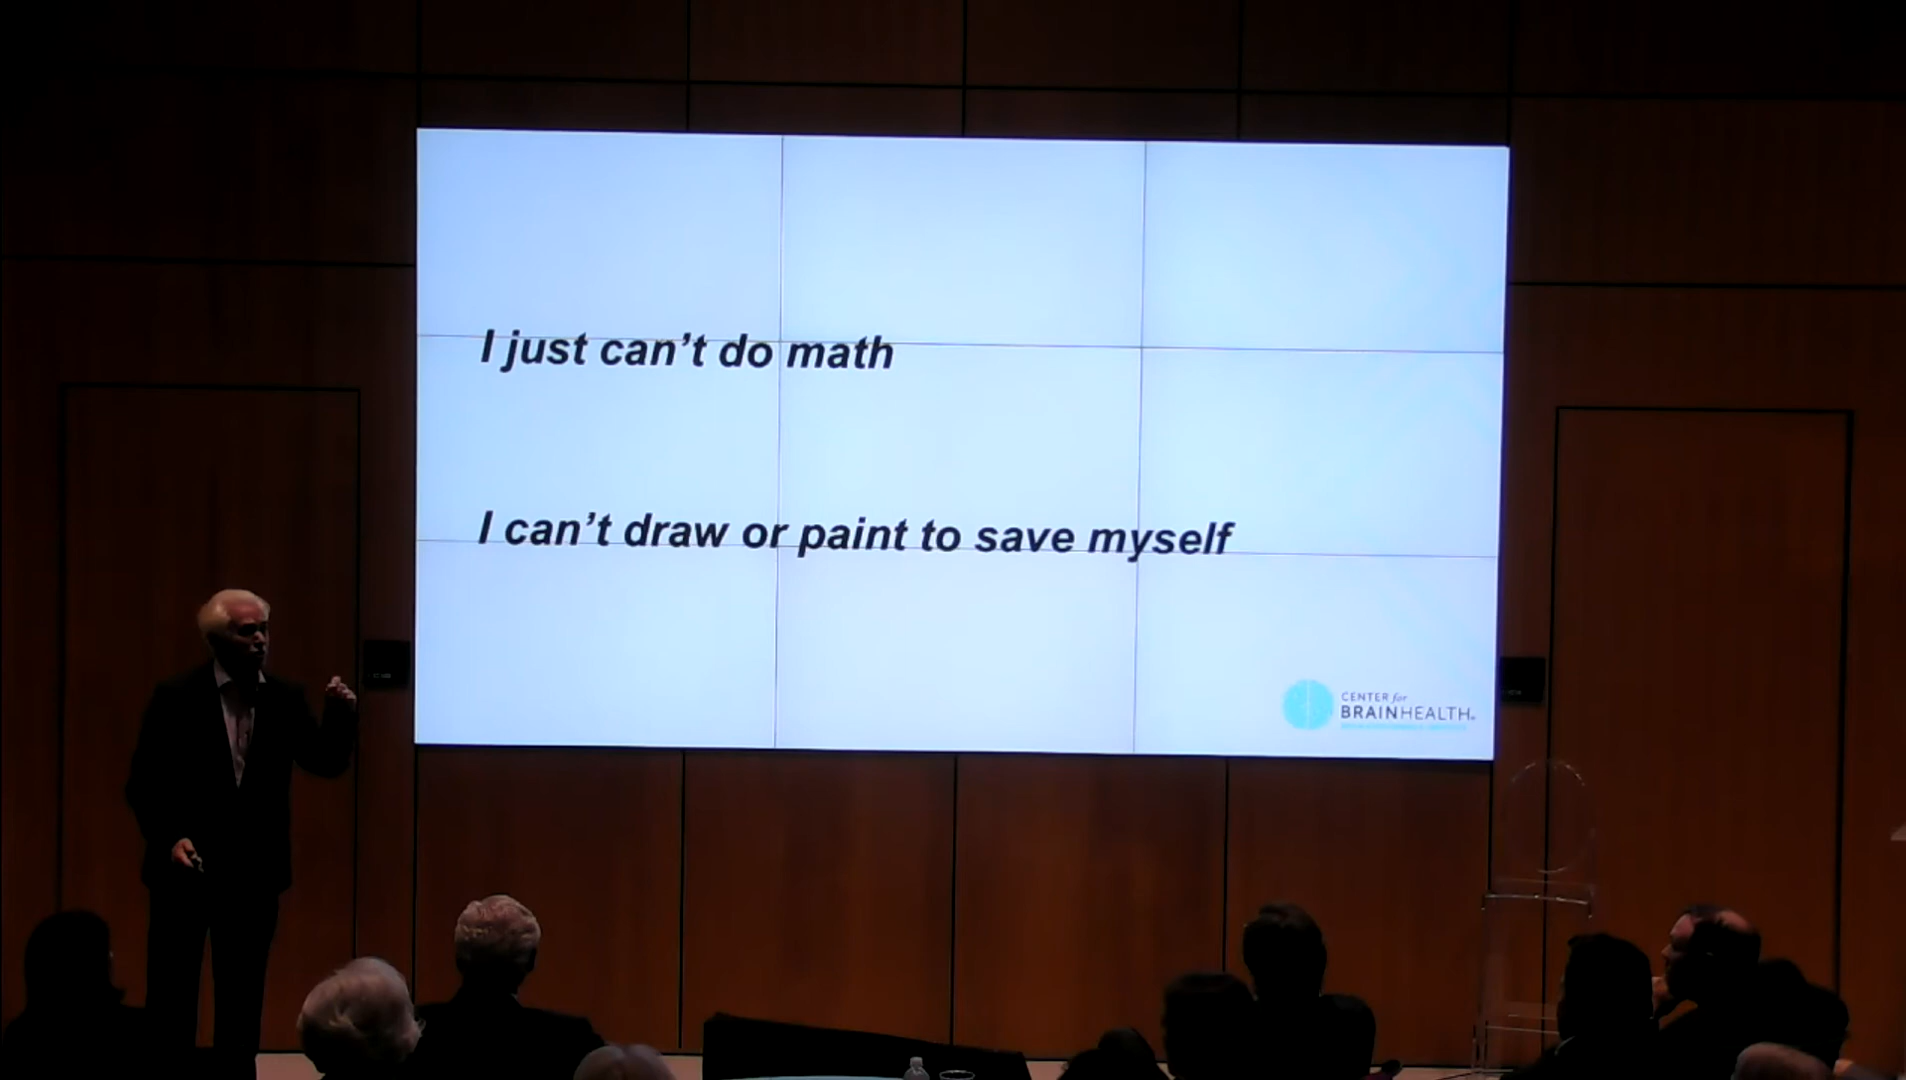 I just can't do math
I can't draw or paint to save myself
CENTER for
BRAINHEALTH